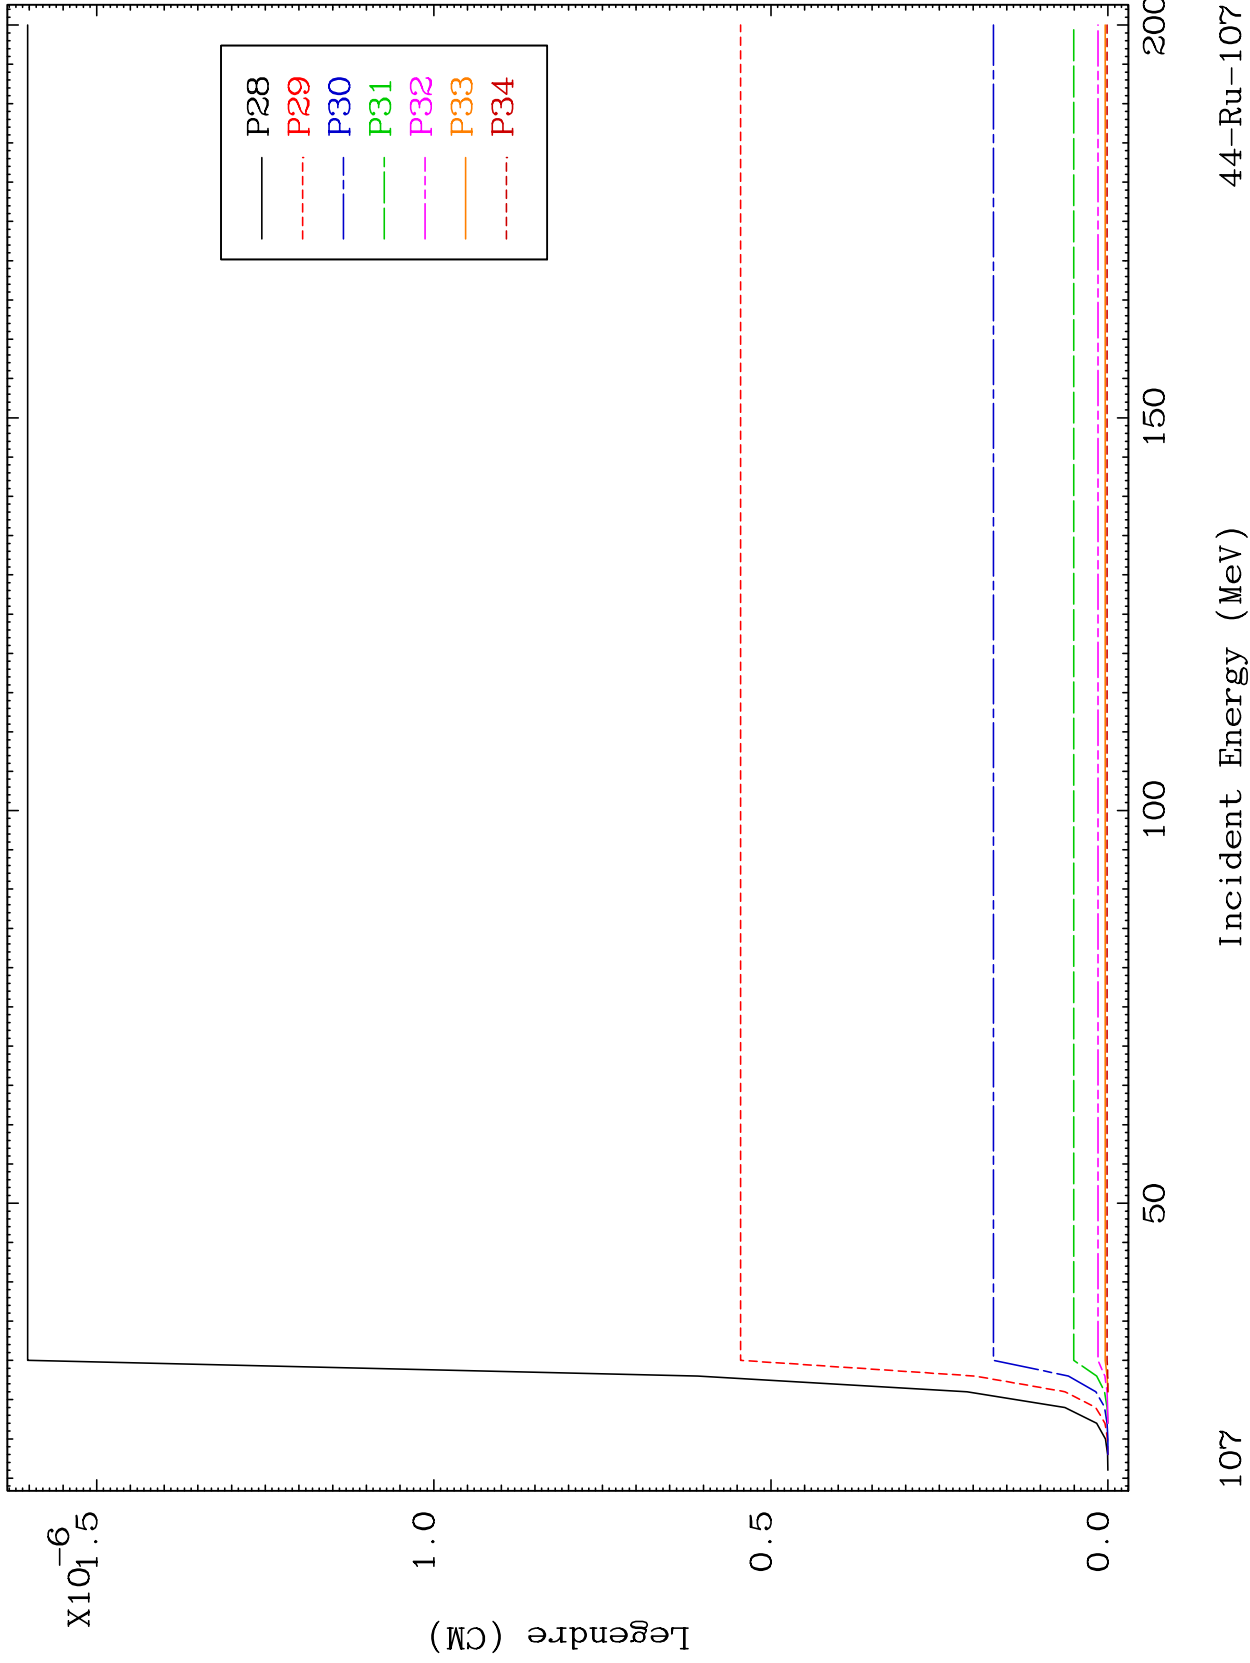 X10-6
1.5
1.0
0.5
0.0
Legendre (CM)
P28
P29
P30
P31
P32
P33
P34
50
100
150
200
Incident Energy (MeV)
107
44-Ru-107